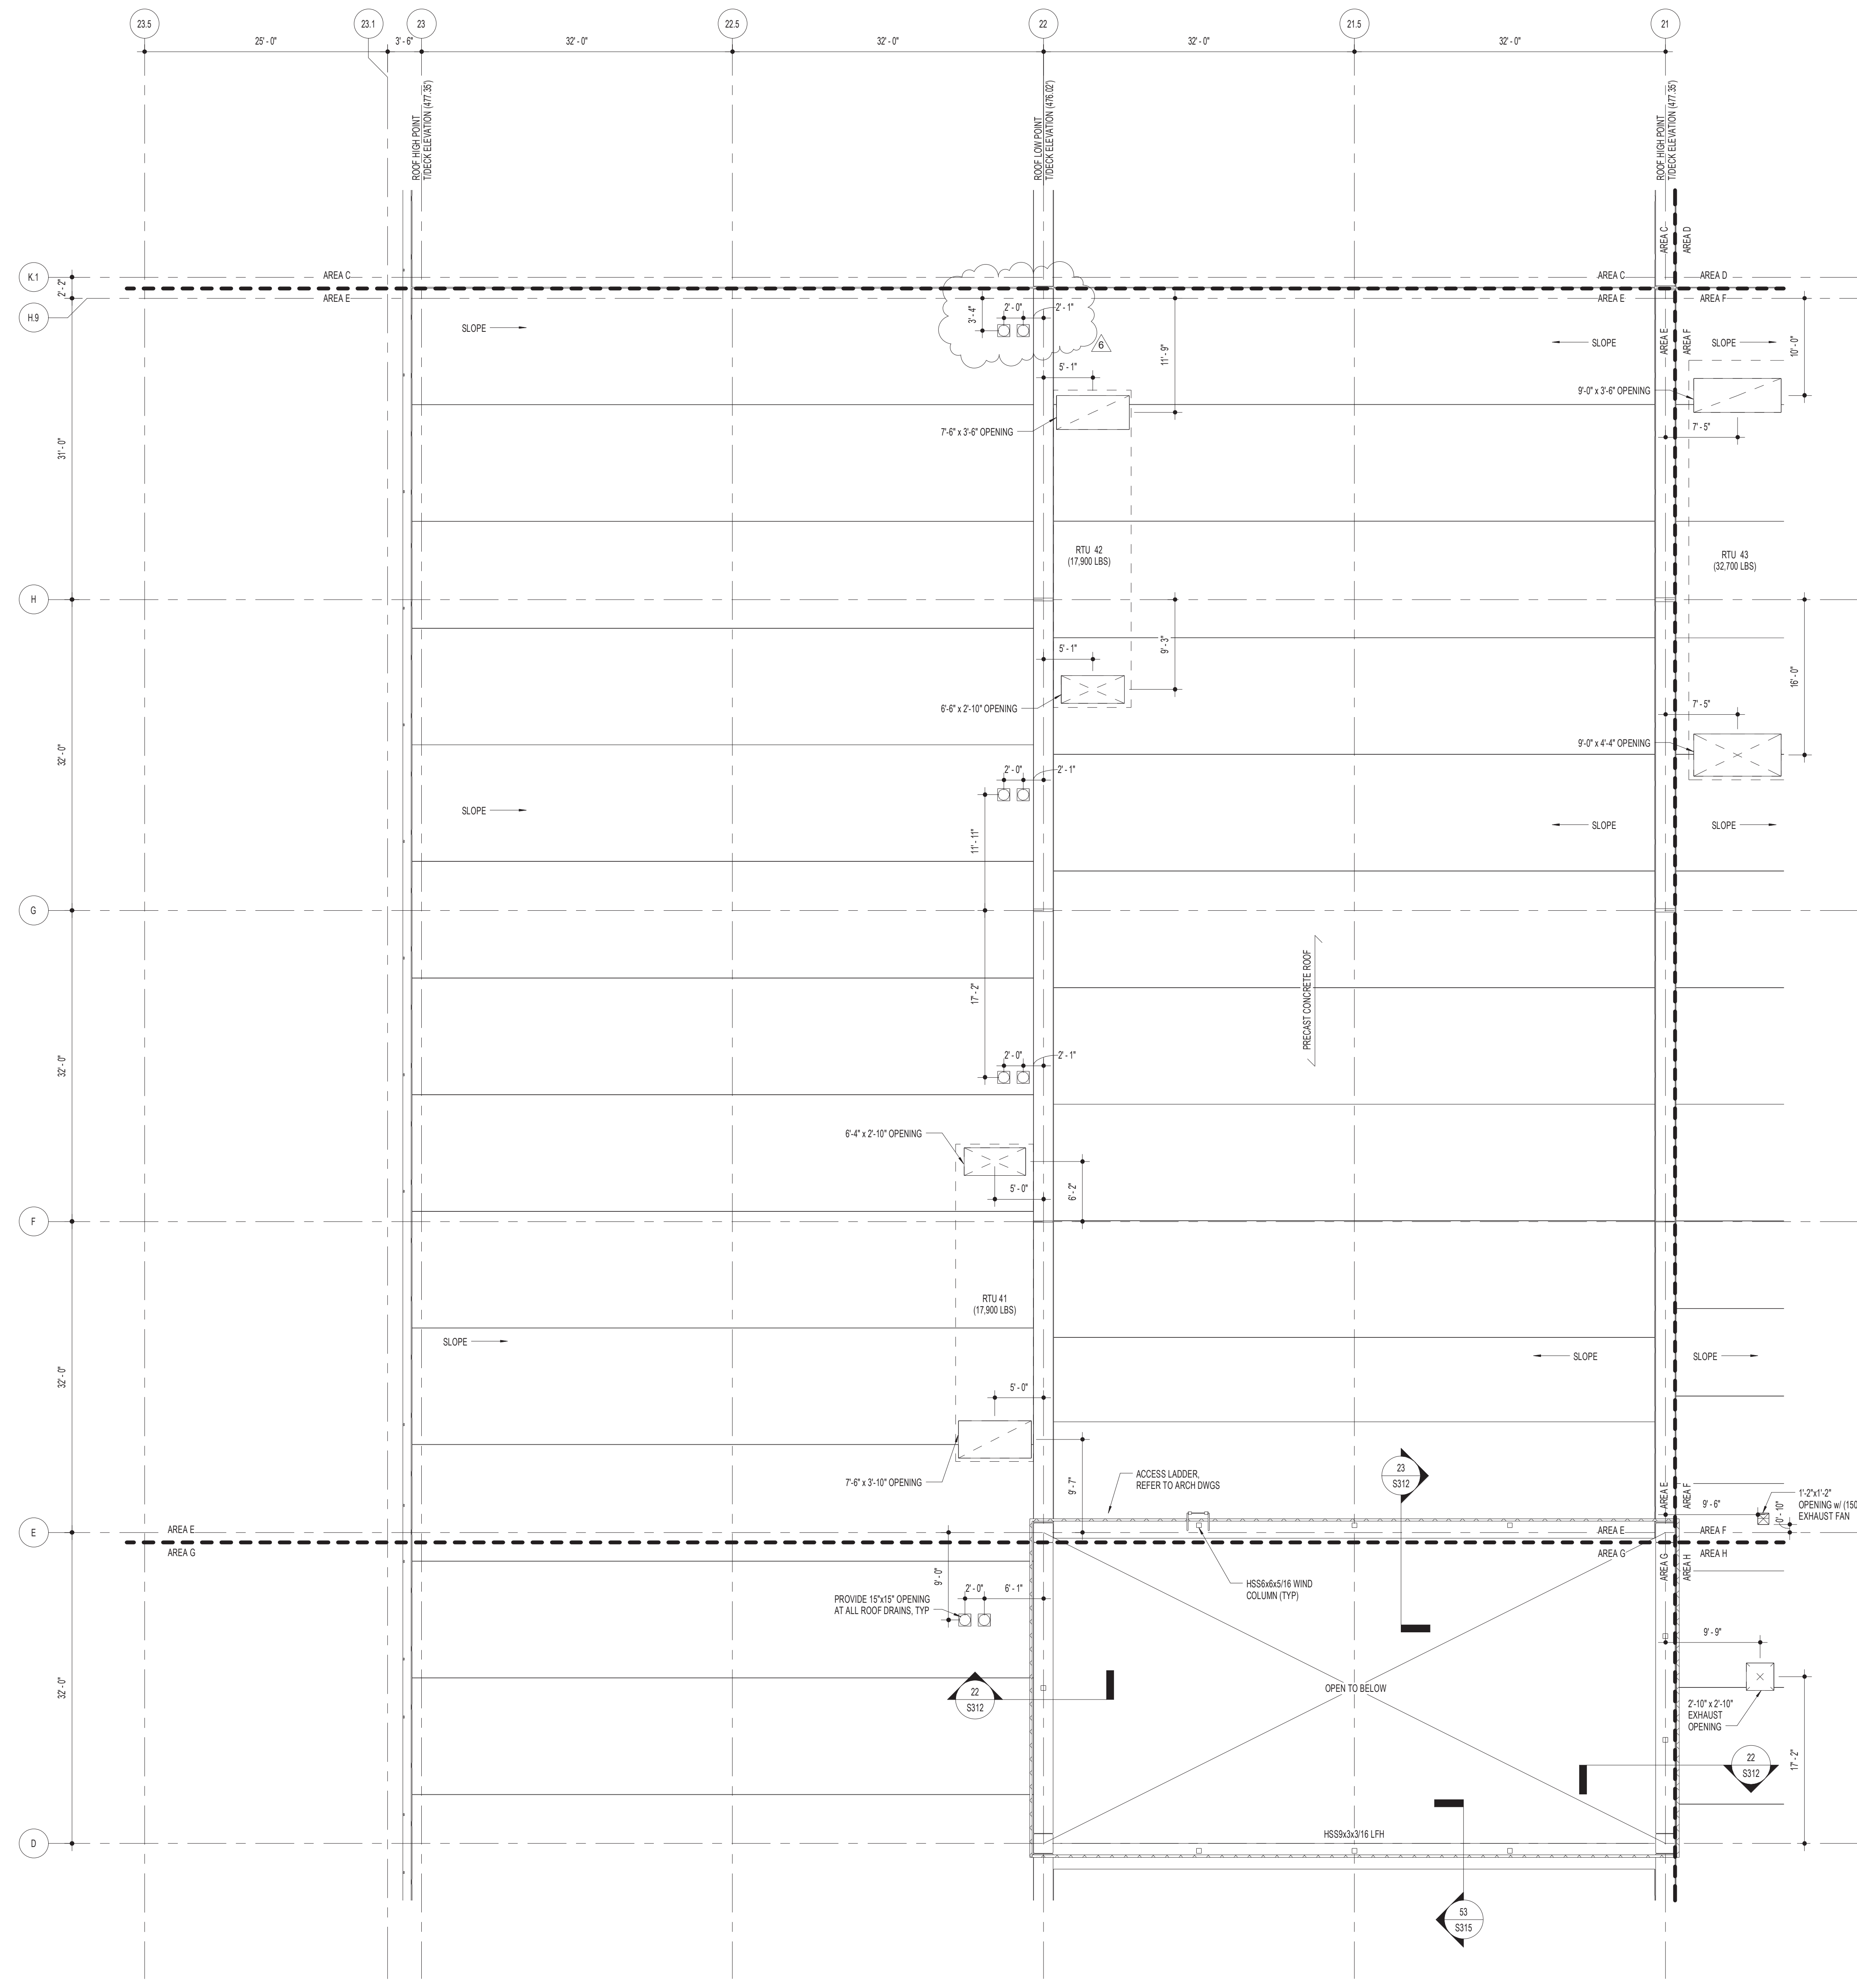 23.5
23.1
23
22.5
22
21.5
21
25' - 0"
3' - 6"
32' - 0"
32' - 0"
32' - 0"
32' - 0"
ROOF HIGH POINT
T/DECK ELEVATION (477.35')
ROOF LOW POINT
T/DECK ELEVATION (476.02')
ROOF HIGH POINT
T/DECK ELEVATION (477.35')
AREA C
AREA D
K.1
2' - 2"
H.9
AREA C
AREA E
AREA C
AREA D
AREA E
AREA F
SLOPE
3' - 4"
2' - 0"
2' - 1"
6
11' - 9"
SLOPE
AREA E
AREA F
SLOPE
10' - 0"
5' - 1"
7'-6" x 3'-6" OPENING
9'-0" x 3'-6" OPENING
7' - 5"
31' - 0"
RTU 42
(17,900 LBS)
RTU 43
(32,700 LBS)
H
5' - 1"
9' - 3"
6'-6" x 2'-10" OPENING
16' - 0"
7' - 5"
9'-0" x 4'-4" OPENING
32' - 0"
2' - 0"
2' - 1"
SLOPE
11' - 11"
SLOPE
SLOPE
G
17' - 2"
PRECAST CONCRETE ROOF
32' - 0"
2' - 0"
2' - 1"
6'-4" x 2'-10" OPENING
5' - 0"
6' - 2"
F
RTU 41
(17,900 LBS)
SLOPE
SLOPE
SLOPE
32' - 0"
5' - 0"
7'-6" x 3'-10" OPENING
9' - 7"
ACCESS LADDER,
REFER TO ARCH DWGS
23
S312
AREA E
AREA F
9' - 6"
0' - 10"
1'-2"x1'-2"
OPENING w/ (150
EXHAUST FAN
E
AREA E
AREA G
AREA E
AREA F
AREA G
AREA H
AREA G
AREA H
9' - 0"
2' - 0"
6' - 1"
PROVIDE 15"x15" OPENING
AT ALL ROOF DRAINS, TYP
HSS6x6x5/16 WIND
COLUMN (TYP)
9' - 9"
32' - 0"
22
S312
OPEN TO BELOW
2'-10" x 2'-10"
EXHAUST
OPENING
17' - 2"
22
S312
D
HSS9x3x3/16 LFH
53
S315